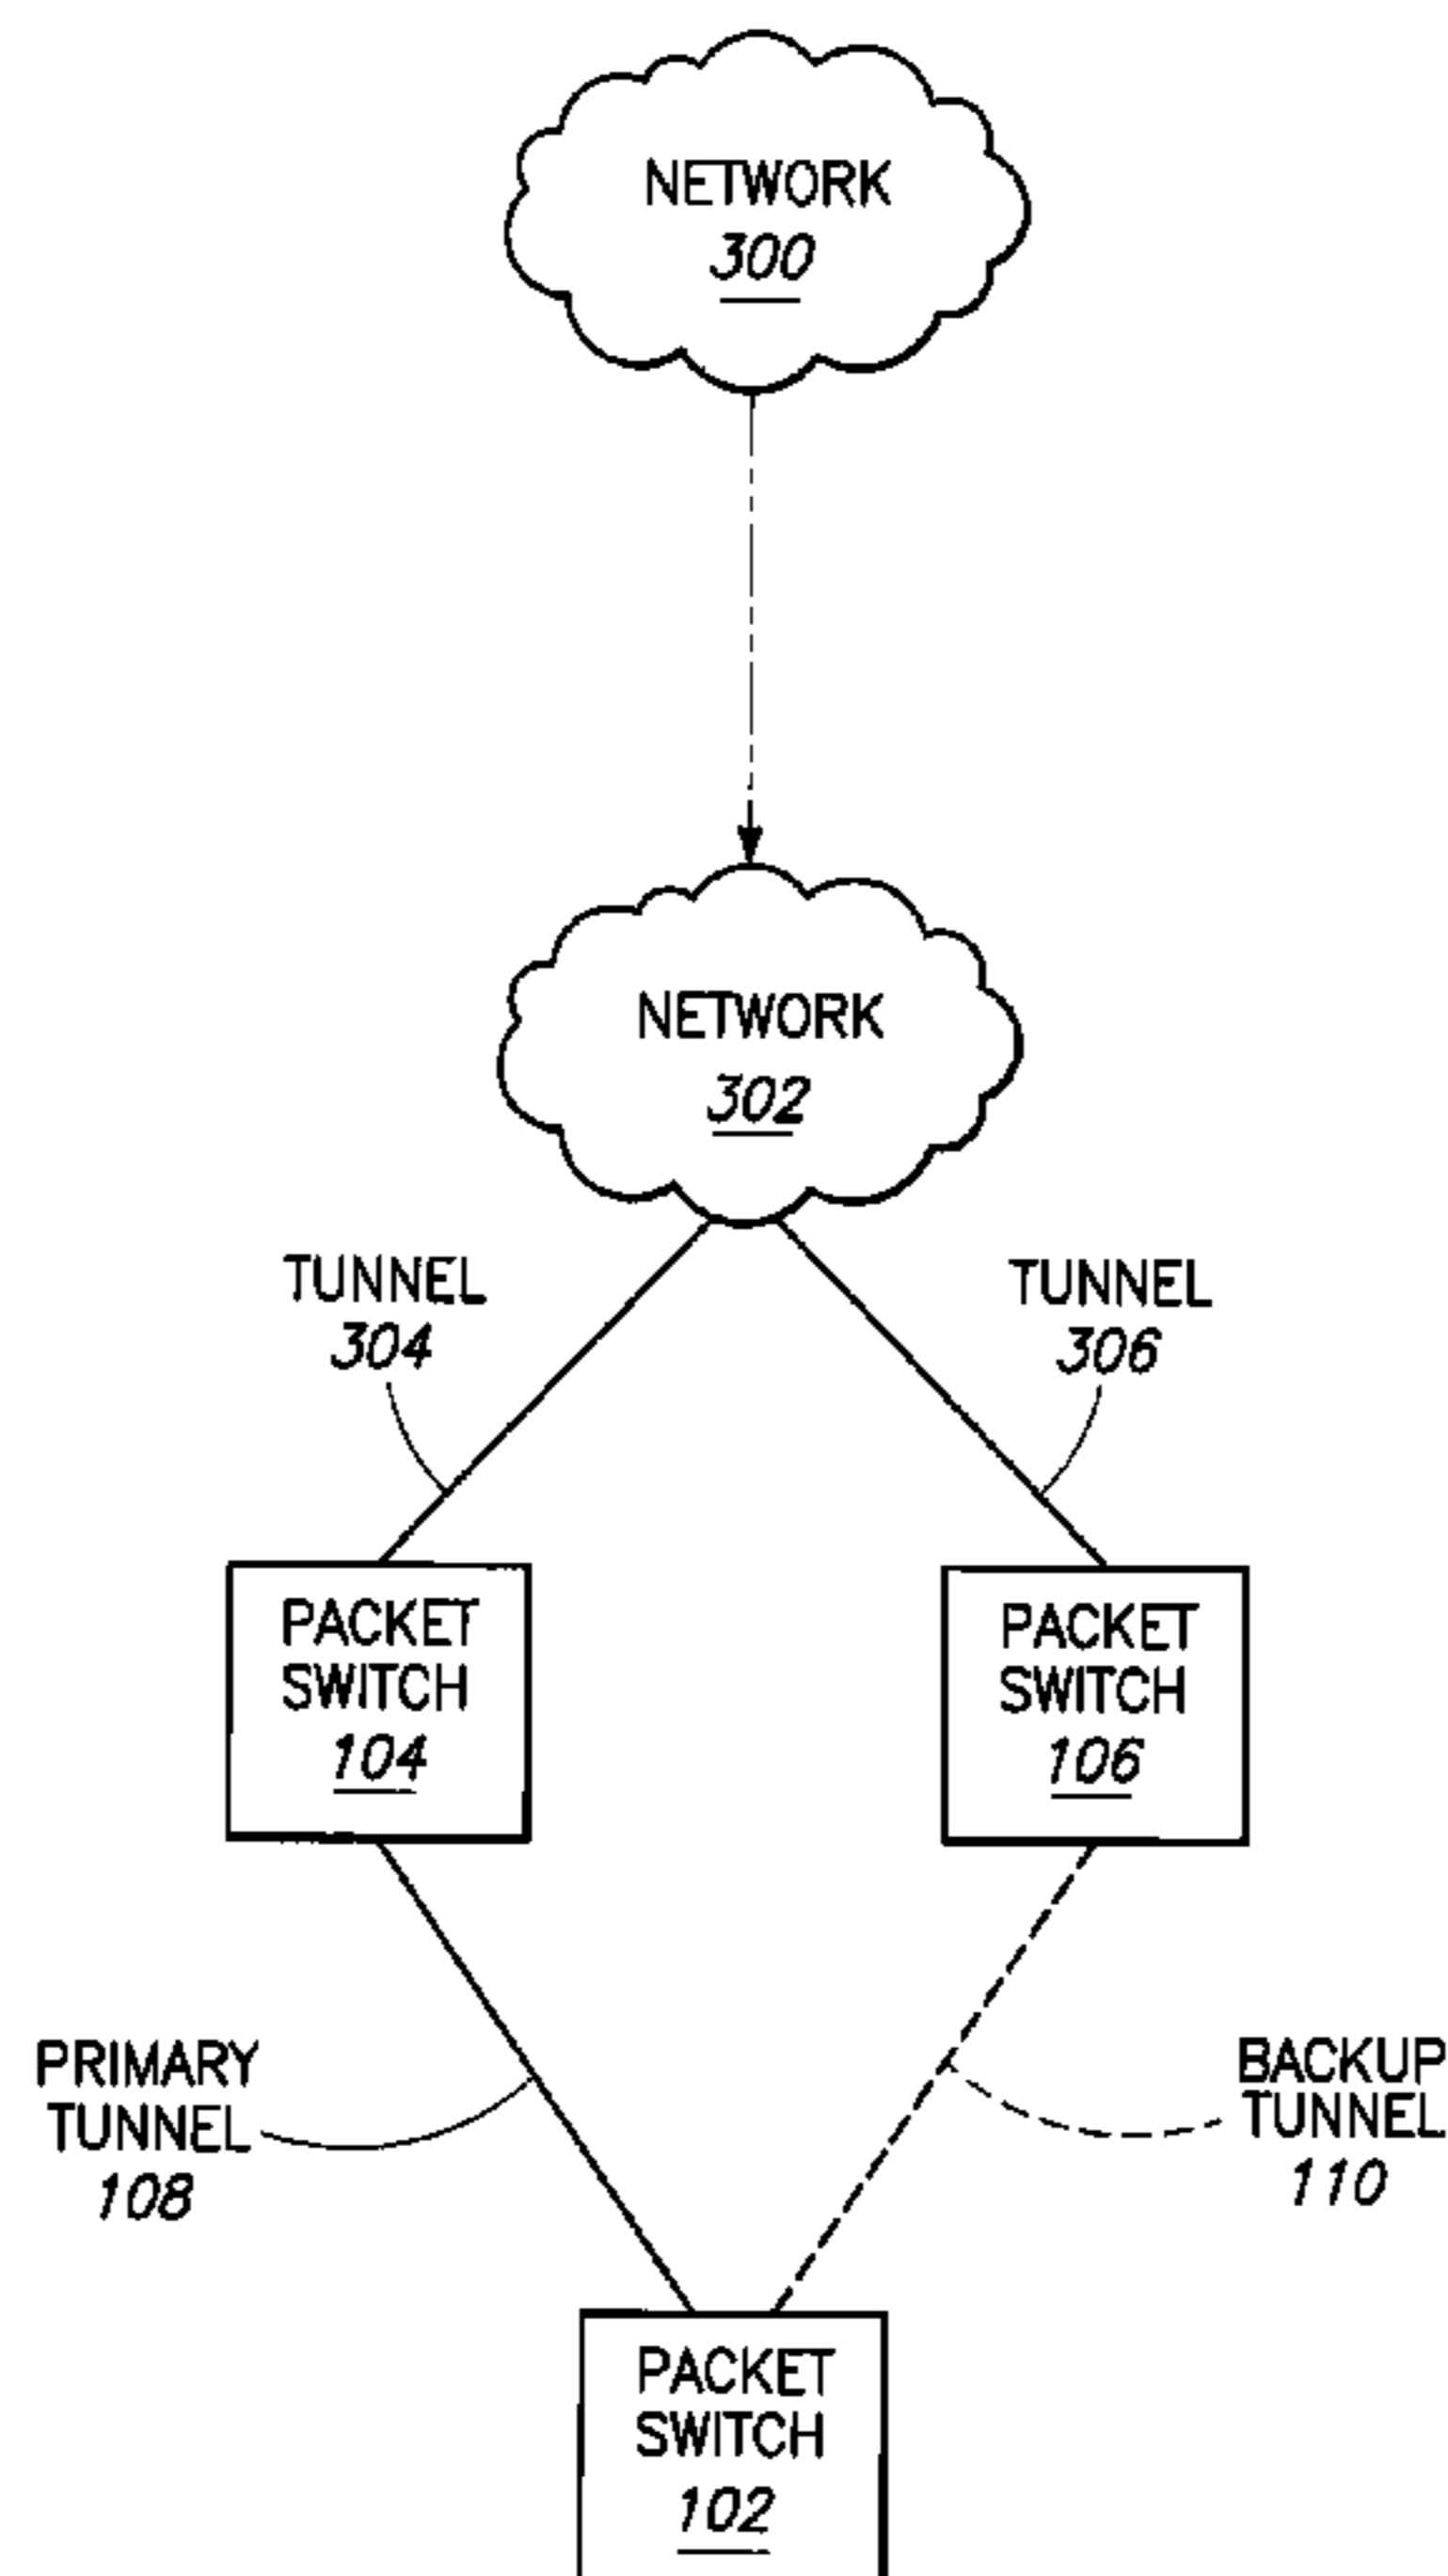 NETWORK
300
NETWORK
302
TUNNEL
304
TUNNEL
306
PACKET
SWITCH
104
PACKET
SWITCH
106
PRIMARY
TUNNEL
108
BACKUP
TUNNEL
110
PACKET
SWITCH
102